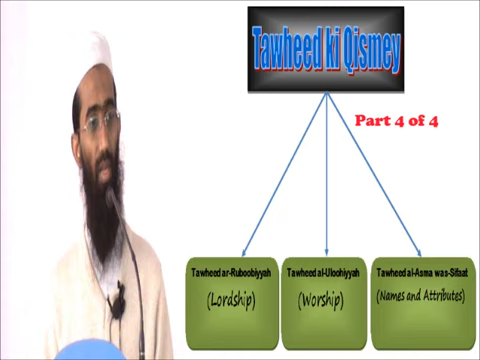 Tawheed ki Qismey
Part 4 of 4
Tawheed ar-Ruboobiyyah
(Lordship)
Tawheed al-Uloohiyyah
(Worship)
Tawheed al-Asma was-Sifaat
(Names and Attributes)